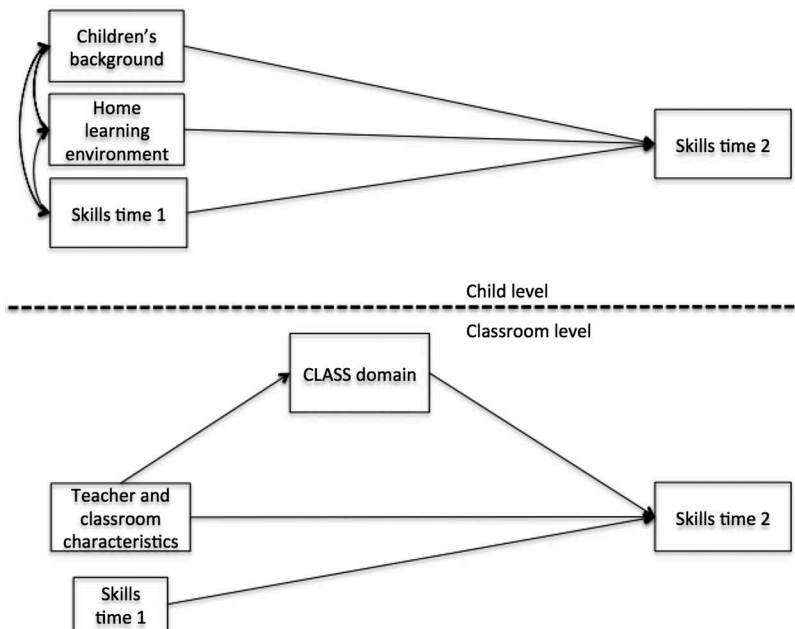 Children’s
background
Home
learning
environment
Skills time 1
Skills time 2
Child level
Classroom level
CLASS domain
Teacher and
classroom
characteristics
Skills time 2
Skills
time 1